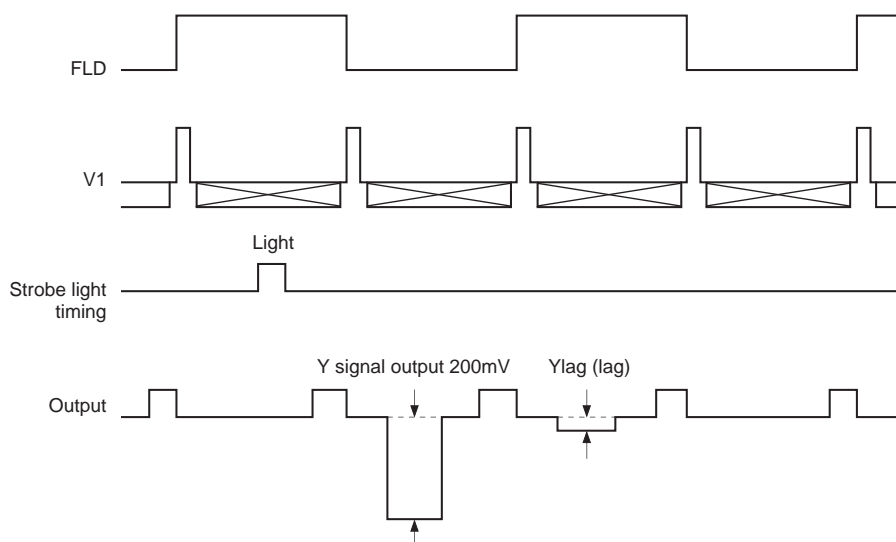 FLD
V1
Light
Strobe light
timing
Y signal output 200mV
Ylag (lag)
Output